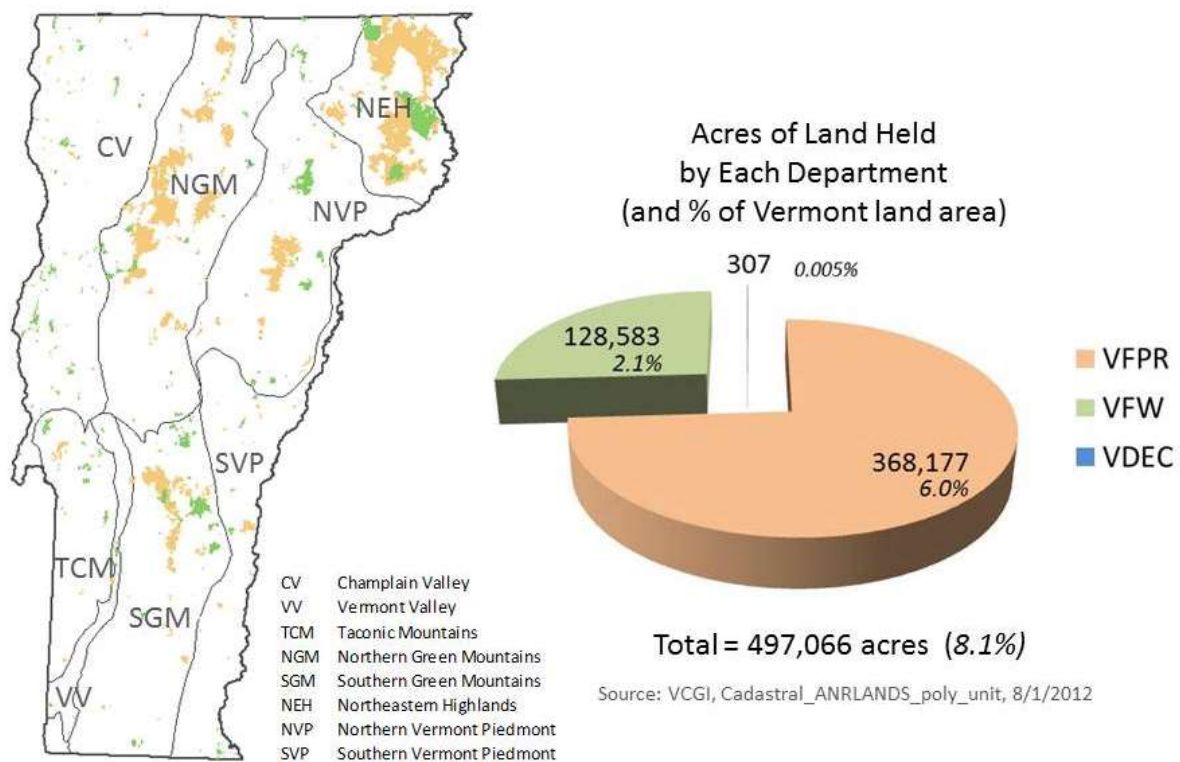 CV
NGM
NEH
NVP
SVP
TCM
SGM
VV
CV Champlain Valley
VV Vermont Valley
TCM Taconic Mountains
NGM Northern Green Mountains
SGM Southern Green Mountains
NEH Northeastern Highlands
NVP Northern Vermont Piedmont
SVP Southern Vermont Piedmont
Acres of Land Held
by Each Department
(and % of Vermont land area)
307 0.005%
128,583
2.1%
368,177
6.0%
VFPR
VFW
VDEC
Total = 497,066 acres (8.1%)
Source: VCGI, Cadastral_ANRLANDS_poly_unit, 8/1/2012